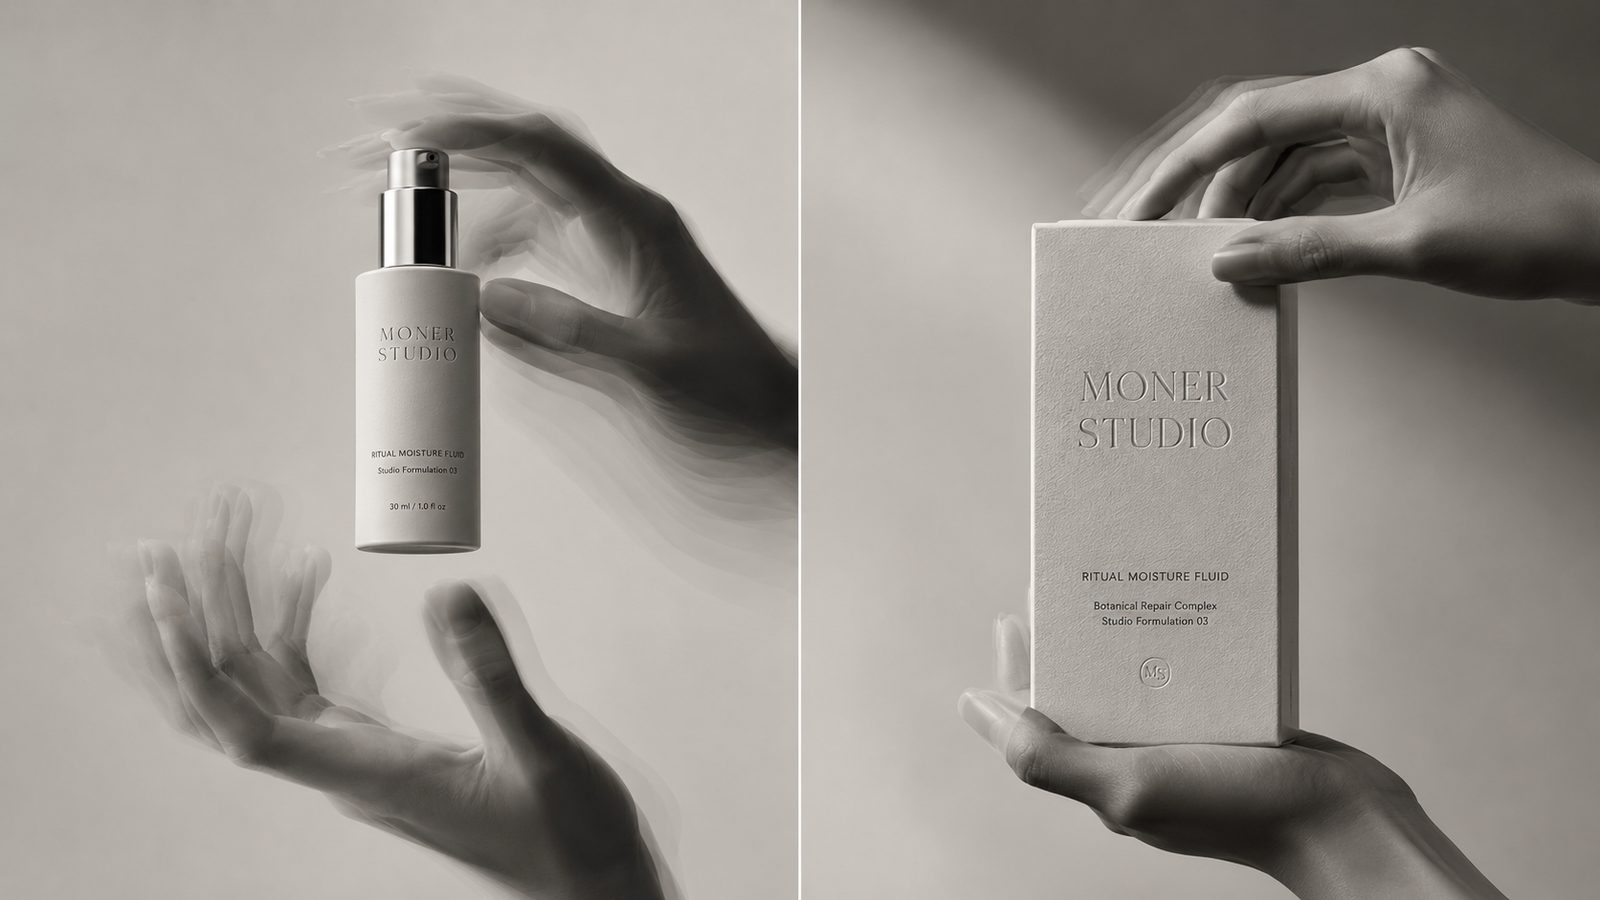 MONER
STUDIO
RITUAL MOISTURE FLUID
Studio Formulation 03
30 ml / 1.0 fl oz
MONER
STUDIO
RITUAL MOISTURE FLUID
Botanical Repair Complex
Studio Formulation 03
MS